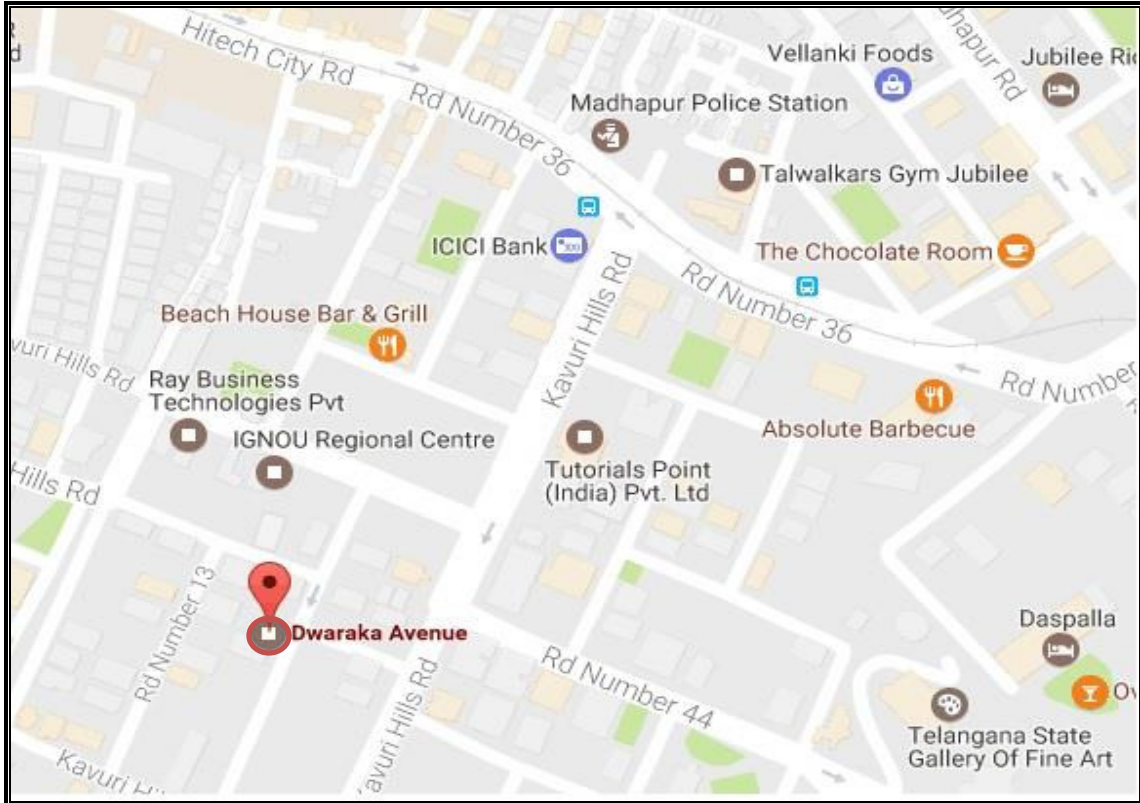 Hitech City Rd
Rd Number 36
Vellanki Foods
Jubilee
Rd
Madhapur Police Station
Talwalkars Gym Jubilee
ICICI Bank
The Chocolate Room
Kavuri Hills Rd
Rd Number 36
Beach House Bar & Grill
Hills Rd
Rd Number
Ray Business
Technologies Pvt
IGNOU Regional Centre
Absolute Barbecue
Tutorials Point
(India) Pvt. Ltd
Hills Rd
Rd Number 13
Dwaraka Avenue
Daspalla
Rd Number 44
Kavuri Hills Rd
Telangana State
Gallery Of Fine Art
Kavuri